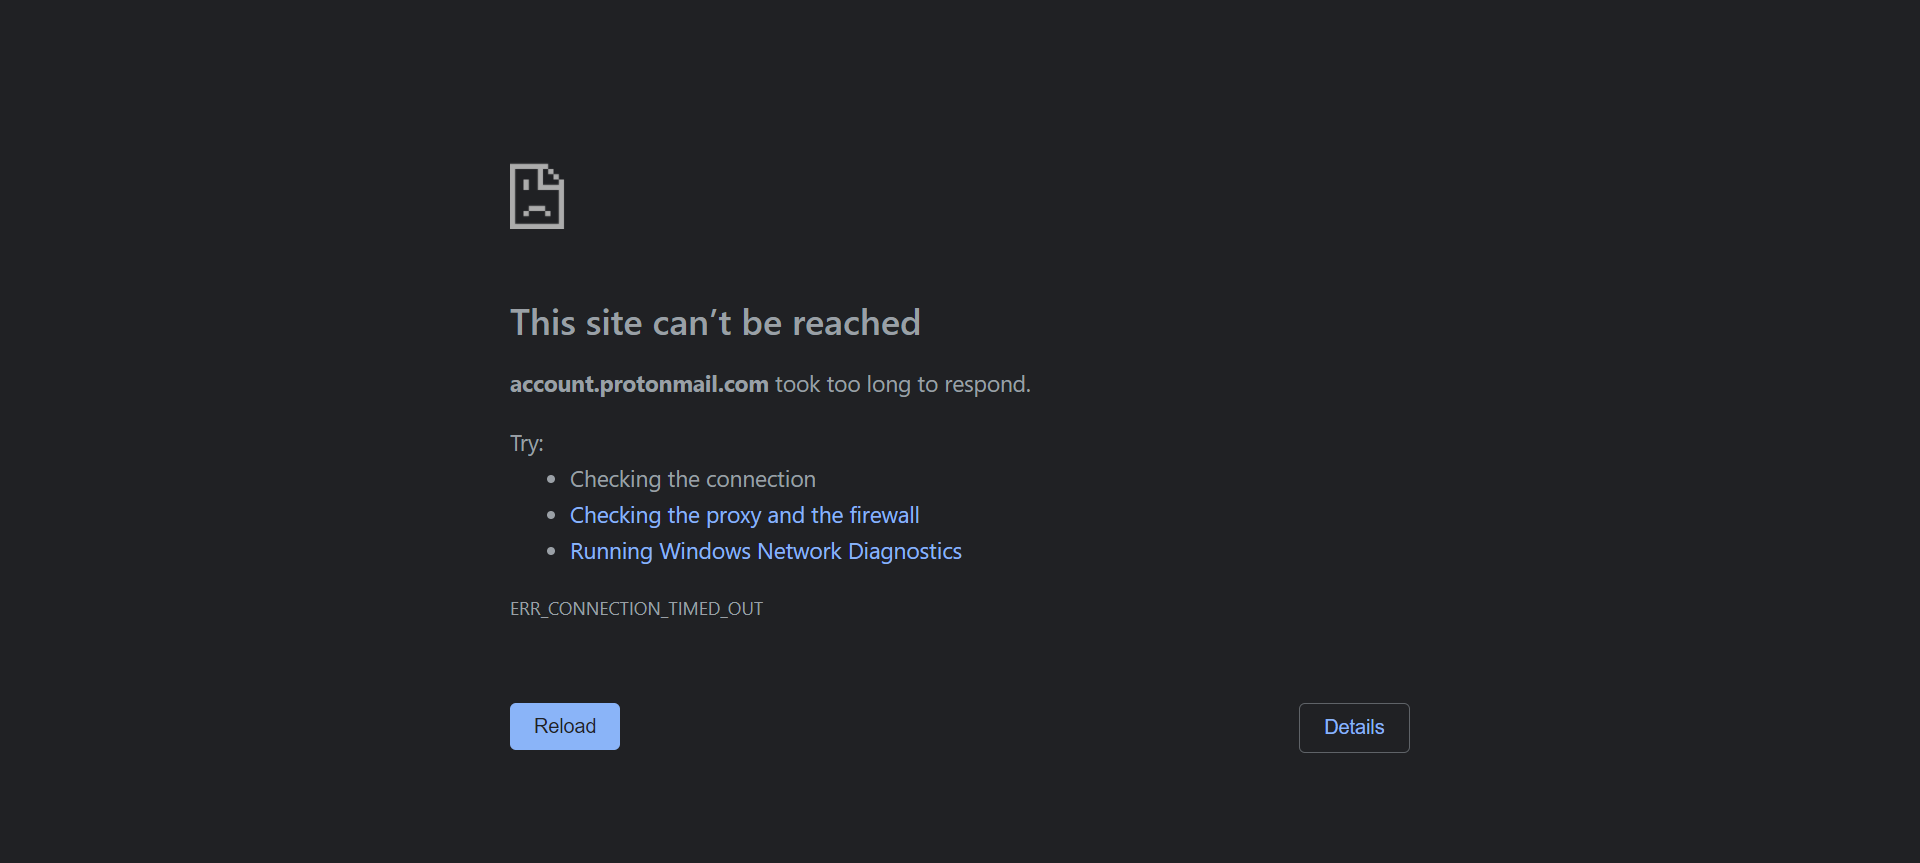 This site can’t be reached
account.protonmail.com took too long to respond.
Try:
Checking the connection
Checking the proxy and the firewall
Running Windows Network Diagnostics
ERR_CONNECTION_TIMED_OUT
Reload
Details